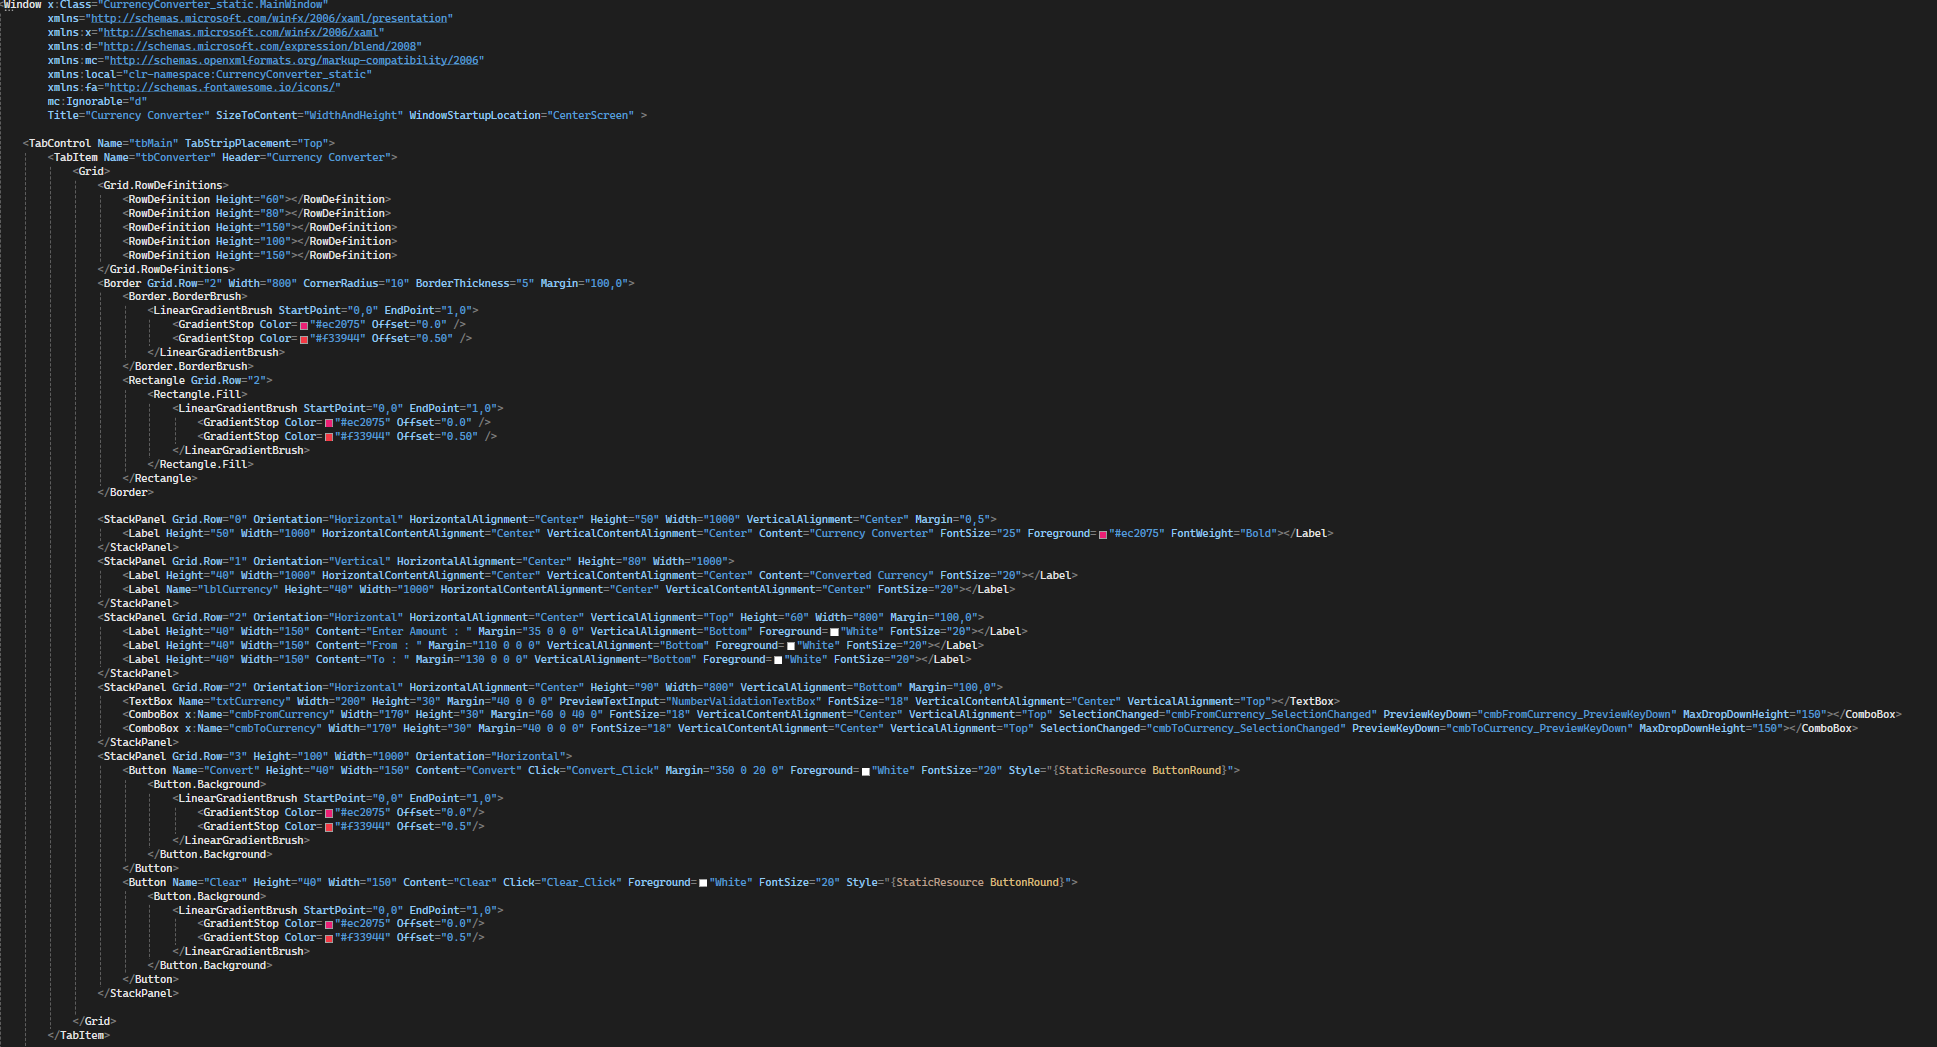 <Window x:Class="CurrencyConverter_static.MainWindow"
xmlns="http://schemas.microsoft.com/winfx/2006/xaml/presentation"
xmlns:x="http://schemas.microsoft.com/winfx/2006/xaml"
xmlns:d="http://schemas.microsoft.com/expression/blend/2008"
xmlns:mc="http://schemas.openxmlformats.org/markup-compatibility/2006"
xmlns:local="clr-namespace:CurrencyConverter_static"
xmlns:fa="http://schemas.fontawesome.io/icons/"
mc:Ignorable="d"
Title="Currency Converter" SizeToContent="WidthAndHeight" WindowStartupLocation="CenterScreen" >
<TabControl Name="tbMain" TabStripPlacement="Top">
<TabItem Name="tbConverter" Header="Currency Converter">
<Grid>
<Grid.RowDefinitions>
<RowDefinition Height="60"></RowDefinition>
<RowDefinition Height="80"></RowDefinition>
<RowDefinition Height="150"></RowDefinition>
<RowDefinition Height="100"></RowDefinition>
<RowDefinition Height="150"></RowDefinition>
</Grid.RowDefinitions>
<Border Grid.Row="2" Width="800" CornerRadius="10" BorderThickness="5" Margin="100,0">
<Border.BorderBrush>
<LinearGradientBrush StartPoint="0,0" EndPoint="1,0">
<GradientStop Color="#ec2075" Offset="0.0" />
<GradientStop Color="#f33944" Offset="0.50" />
</LinearGradientBrush>
</Border.BorderBrush>
<Rectangle Grid.Row="2">
<Rectangle.Fill>
<LinearGradientBrush StartPoint="0,0" EndPoint="1,0">
<GradientStop Color="#ec2075" Offset="0.0" />
<GradientStop Color="#f33944" Offset="0.50" />
</LinearGradientBrush>
</Rectangle.Fill>
</Rectangle>
</Border>
<StackPanel Grid.Row="0" Orientation="Horizontal" HorizontalAlignment="Center" Height="50" Width="1000" VerticalAlignment="Center" Margin="0,5">
<Label Height="50" Width="1000" HorizontalContentAlignment="Center" VerticalContentAlignment="Center" Content="Currency Converter" FontSize="25" Foreground="#ec2075" FontWeight="Bold"></Label>
</StackPanel>
<StackPanel Grid.Row="1" Orientation="Vertical" HorizontalAlignment="Center" Height="80" Width="1000">
<Label Height="40" Width="1000" HorizontalContentAlignment="Center" VerticalContentAlignment="Center" Content="Converted Currency" FontSize="20"></Label>
<Label Name="lblCurrency" Height="40" Width="1000" HorizontalContentAlignment="Center" VerticalContentAlignment="Center" FontSize="20"></Label>
</StackPanel>
<StackPanel Grid.Row="2" Orientation="Horizontal" HorizontalAlignment="Center" VerticalAlignment="Top" Height="60" Width="800" Margin="100,0">
<Label Height="40" Width="150" Content="Enter Amount : " Margin="35 0 0 0" VerticalAlignment="Bottom" Foreground="White" FontSize="20"></Label>
<Label Height="40" Width="150" Content="From : " Margin="110 0 0 0" VerticalAlignment="Bottom" Foreground="White" FontSize="20"></Label>
<Label Height="40" Width="150" Content="To : " Margin="130 0 0 0" VerticalAlignment="Bottom" Foreground="White" FontSize="20"></Label>
</StackPanel>
<StackPanel Grid.Row="2" Orientation="Horizontal" HorizontalAlignment="Center" Height="90" Width="800" VerticalAlignment="Bottom" Margin="100,0">
<TextBox Name="txtCurrency" Width="200" Height="30" Margin="40 0 0 0" PreviewTextInput="NumberValidationTextBox" FontSize="18" VerticalContentAlignment="Center" VerticalAlignment="Top"></TextBox>
<ComboBox x:Name="cmbFromCurrency" Width="170" Height="30" Margin="60 0 40 0" FontSize="18" VerticalContentAlignment="Center" VerticalAlignment="Top" SelectionChanged="cmbFromCurrency_SelectionChanged" PreviewKeyDown="cmbFromCurrency_PreviewKeyDown" MaxDropDownHeight="150"></ComboBox>
<ComboBox x:Name="cmbToCurrency" Width="170" Height="30" Margin="40 0 0 0" FontSize="18" VerticalContentAlignment="Center" VerticalAlignment="Top" SelectionChanged="cmbToCurrency_SelectionChanged" PreviewKeyDown="cmbToCurrency_PreviewKeyDown" MaxDropDownHeight="150"></ComboBox>
</StackPanel>
<StackPanel Grid.Row="3" Height="100" Width="1000" Orientation="Horizontal">
<Button Name="Convert" Height="40" Width="150" Content="Convert" Click="Convert_Click" Margin="350 0 20 0" Foreground="White" FontSize="20" Style="{StaticResource ButtonRound}">
<Button.Background>
<LinearGradientBrush StartPoint="0,0" EndPoint="1,0">
<GradientStop Color="#ec2075" Offset="0.0"/>
<GradientStop Color="#f33944" Offset="0.5"/>
</LinearGradientBrush>
</Button.Background>
</Button>
<Button Name="Clear" Height="40" Width="150" Content="Clear" Click="Clear_Click" Foreground="White" FontSize="20" Style="{StaticResource ButtonRound}">
<Button.Background>
<LinearGradientBrush StartPoint="0,0" EndPoint="1,0">
<GradientStop Color="#ec2075" Offset="0.0"/>
<GradientStop Color="#f33944" Offset="0.5"/>
</LinearGradientBrush>
</Button.Background>
</Button>
</StackPanel>
</Grid>
</TabItem>